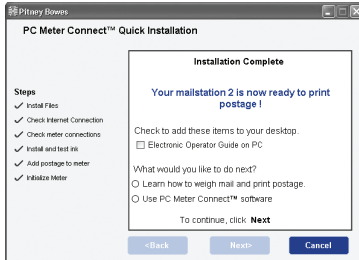 Pitney Bowes
PC Meter Connect™ Quick Installation
Installation Complete
Steps
Install Files
Check Internet Connection
Check meter connections
Install and test ink
Add postage to meter
Initialize Meter
Your mailstation 2 is now ready to print
postage !
Check to add these items to your desktop.
Electronic Operator Guide on PC
What would you like to do next?
Learn how to weigh mail and print postage.
Use PC Meter Connect™ software
To continue, click Next
<Back
Next>
Cancel